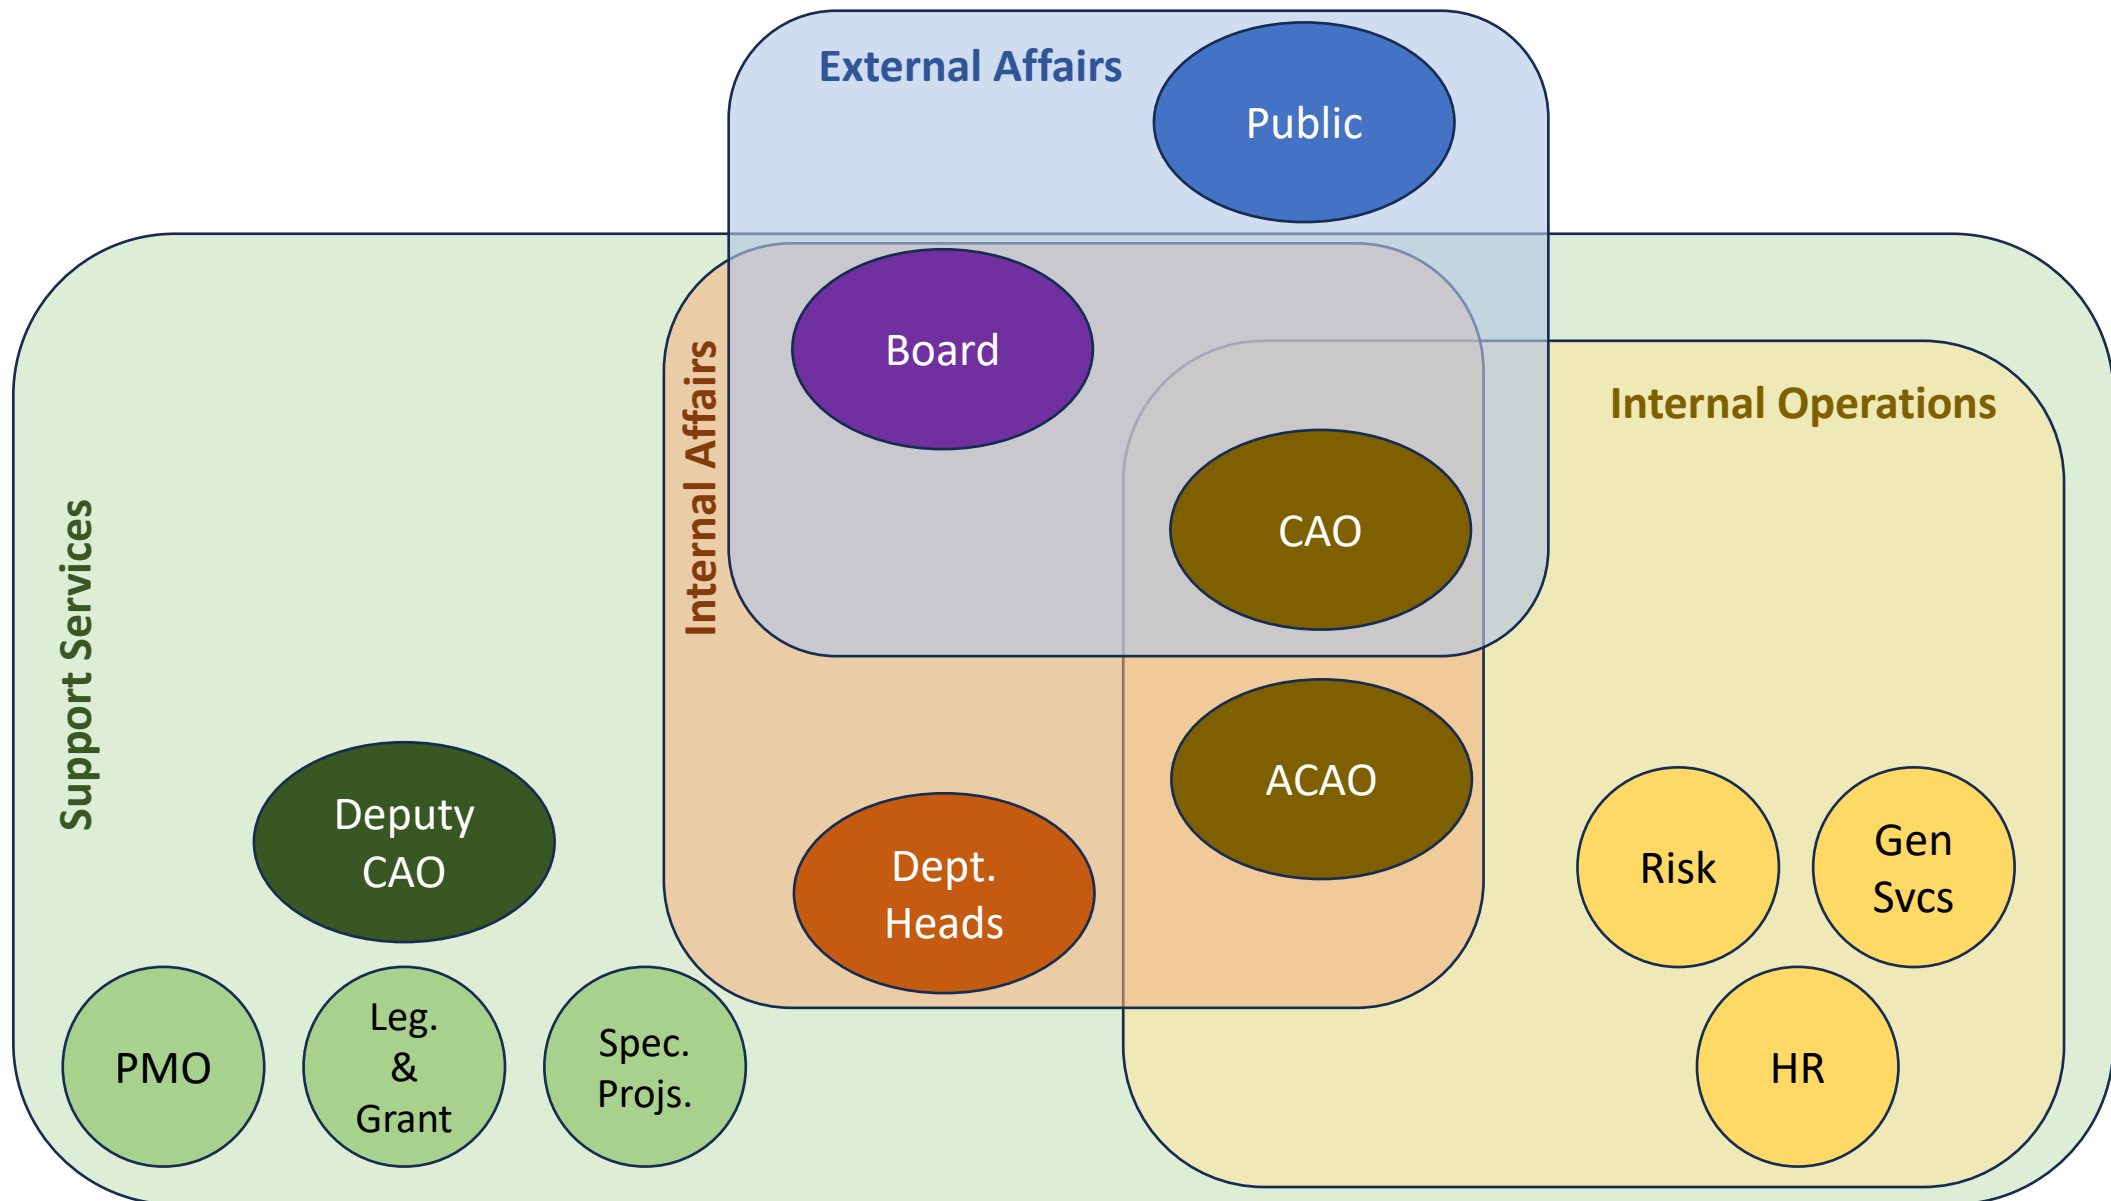 External Affairs
Public
Board
Internal Affairs
Internal Operations
CAO
Support Services
ACAO
Deputy
CAO
Dept.
Heads
Risk
Gen
Svcs
PMO
Leg.
&
Grant
Spec.
Projs.
HR